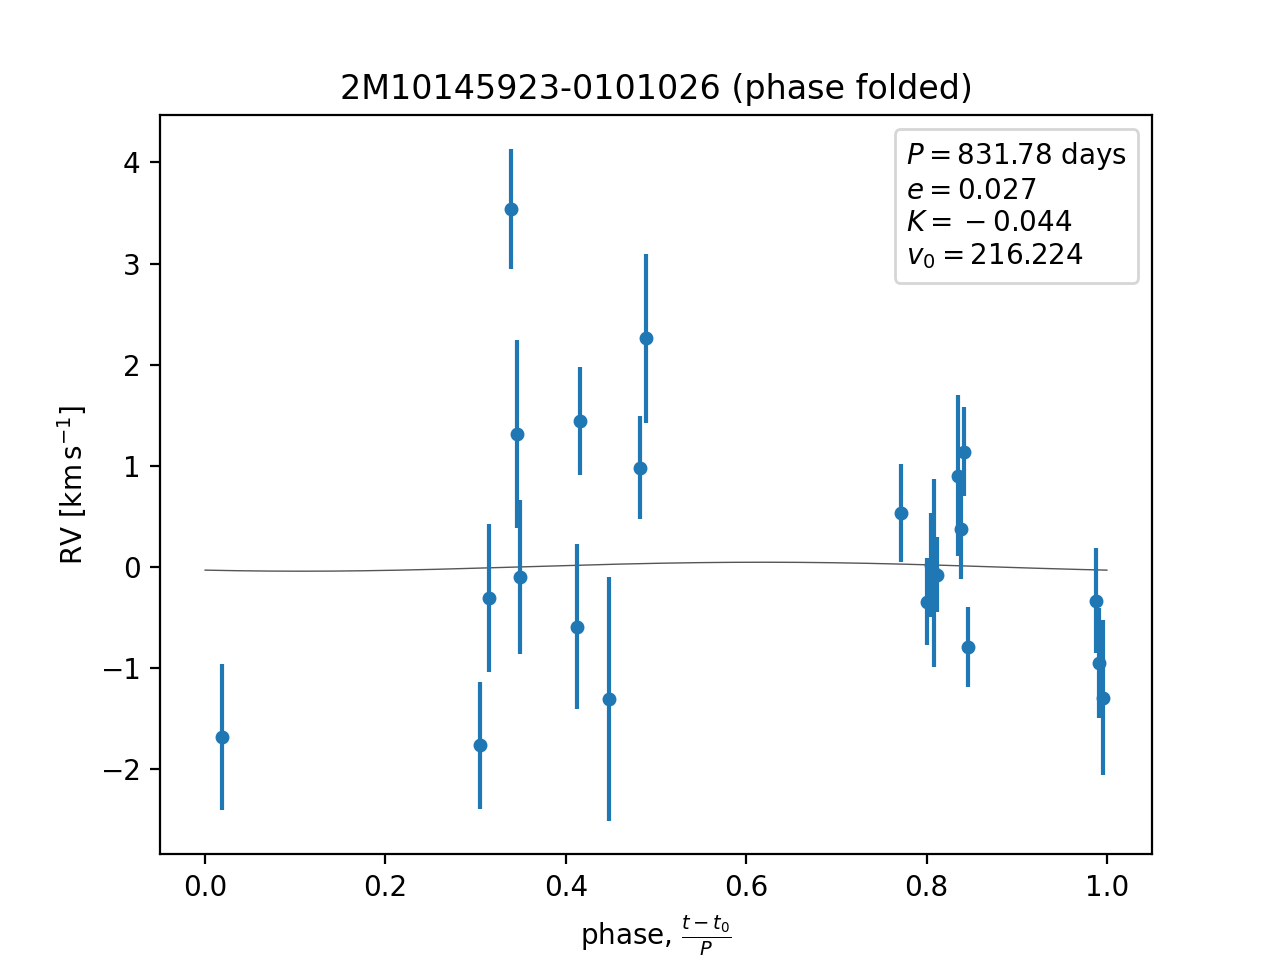 2M10145923-0101026 (phase folded)
P = 831.78 days
e = 0.027
K = −0.044
v₀ = 216.224
RV [km s⁻¹]
4
3
2
1
0
−1
−2
0.0 0.2 0.4 0.6 0.8 1.0
phase, (t − t₀)/P